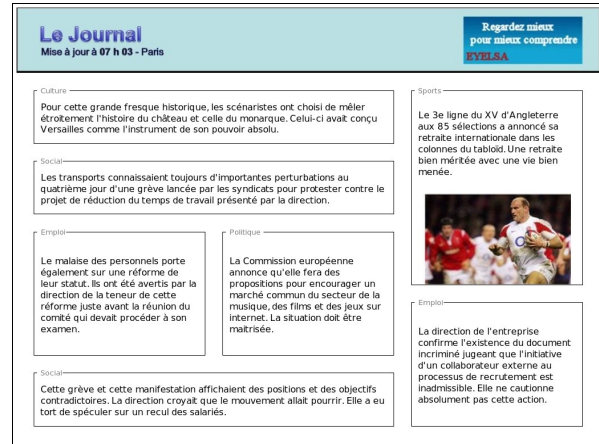 Le Journal
Mise à jour à 07 h 03 - Paris
Regardez mieux
pour mieux comprendre
EYELSA
Culture
Pour cette grande fresque historique, les scénaristes ont choisi de mêler
étroitement l'histoire du château et celle du monarque. Celui-ci avait conçu
Versailles comme l'instrument de son pouvoir absolu.
Social
Les transports connaissaient toujours d'importantes perturbations au
quatrième jour d'une grève lancée par les syndicats pour protester contre le
projet de réduction du temps de travail présenté par la direction.
Emploi
Le malaise des personnels porte
également sur une réforme de
leur statut. Ils ont été avertis par la
direction de la teneur de cette
réforme juste avant la réunion du
comité qui devait procéder à son
examen.
Politique
La Commission européenne
annonce qu'elle fera des
propositions pour encourager un
marché commun du secteur de la
musique, des films et des jeux sur
internet. La situation doit être
maitrisée.
Social
Cette grève et cette manifestation affichaient des positions et des objectifs
contradictoires. La direction croyait que le mouvement allait pourrir. Elle a eu
tort de spéculer sur un recul des salariés.
Sports
Le 3e ligne du XV d'Angleterre
aux 85 sélections a annoncé sa
retraite internationale dans les
colonnes du tabloïd. Une retraite
bien méritée avec une vie bien
menée.
Emploi
La direction de l'entreprise
confirme l'existence du document
incriminé jugeant que l'initiative
d'un collaborateur externe au
processus de recrutement est
inadmissible. Elle ne cautionne
absolument pas cette action.